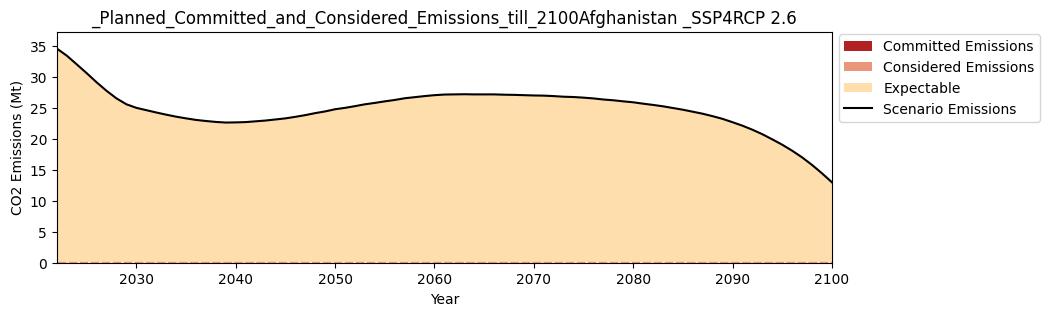 _Planned_Committed_and_Considered_Emissions_till_2100Afghanistan _SSP4RCP 2.6
35
30
25
20
15
10
5
0
CO2 Emissions (Mt)
2030 2040 2050 2060 2070 2080 2090 2100
Year
Committed Emissions
Considered Emissions
Expectable
Scenario Emissions